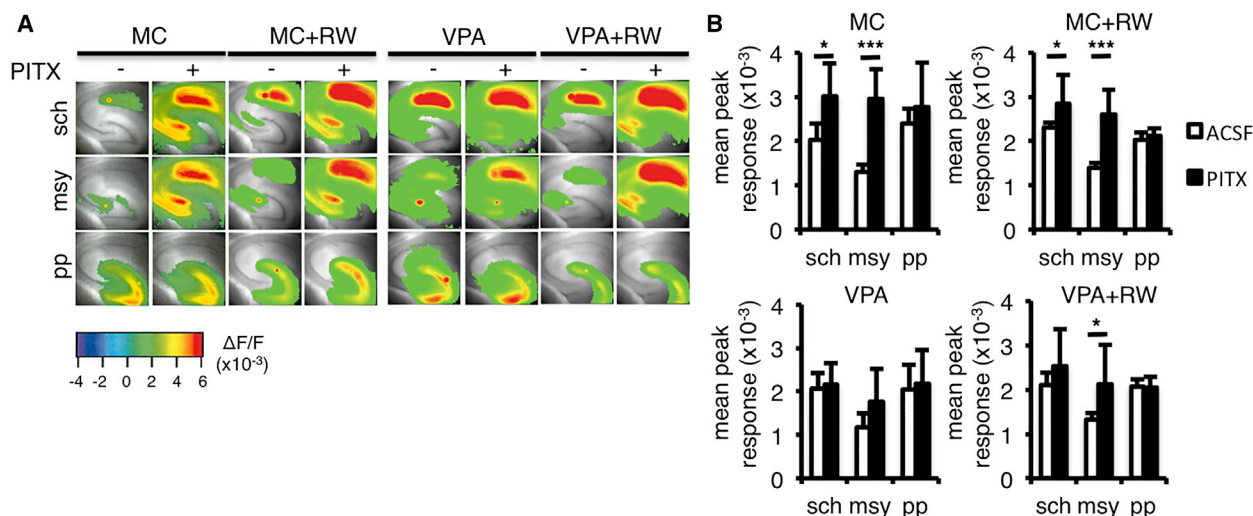 A
MC MC+RW VPA VPA+RW
PITX - + - + - + - +
sch
msy
pp
-4 -2 0 2 4 6
ΔF/F
(x10-3)
B
MC
mean peak
response (x10-3)
4
3
2
1
0
* ***
sch msy pp
MC+RW
mean peak
response (x10-3)
4
3
2
1
0
* ***
sch msy pp
ACSF
PITX
VPA
mean peak
response (x10-3)
4
3
2
1
0
sch msy pp
VPA+RW
mean peak
response (x10-3)
4
3
2
1
0
*
sch msy pp